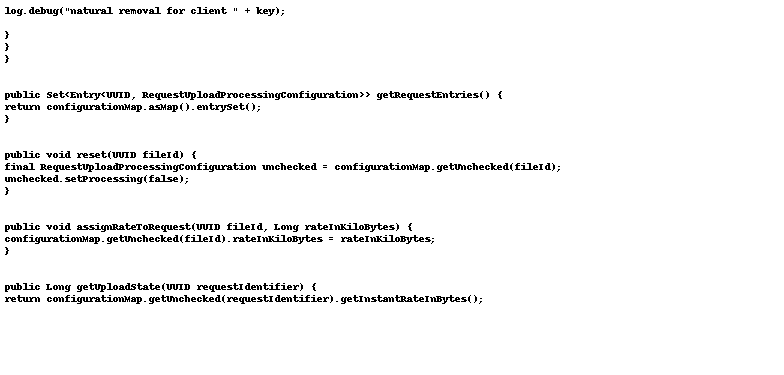 log.debug("natural removal for client " + key);
}
}
}
public Set<Entry<UUID, RequestUploadProcessingConfiguration>> getRequestEntries() {
return configurationMap.asMap().entrySet();
}
public void reset(UUID fileId) {
final RequestUploadProcessingConfiguration unchecked = configurationMap.getUnchecked(fileId);
unchecked.setProcessing(false);
}
public void assignRateToRequest(UUID fileId, Long rateInKiloBytes) {
configurationMap.getUnchecked(fileId).rateInKiloBytes = rateInKiloBytes;
}
public Long getUploadState(UUID requestIdentifier) {
return configurationMap.getUnchecked(requestIdentifier).getInstantRateInBytes();